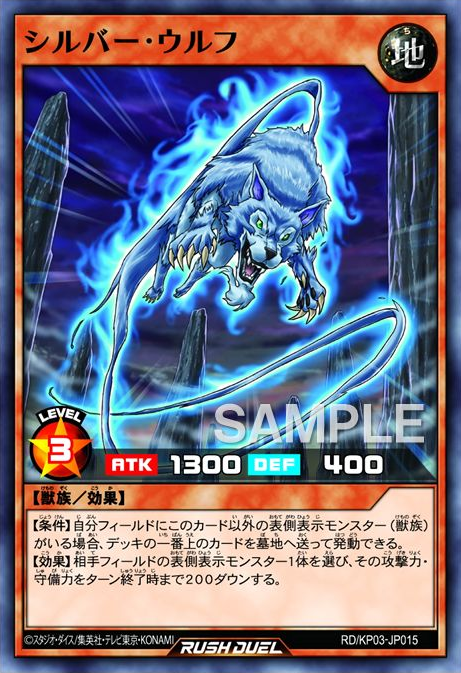 シルバー・ウルフ
ち
地
SAMPLE
LEVEL
3
ATK 1300 DEF 400
【獣族／効果】
【条件】自分フィールドにこのカード以外の表側表示モンスター（獣族）
がいる場合、デッキの一番上のカードを墓地へ送って発動できる。
【効果】相手フィールドの表側表示モンスター1体を選び、その攻撃力・
守備力をターン終了時まで200ダウンする。
©スタジオ・ダイス/集英社・テレビ東京・KONAMI
RUSH DUEL
RD/KP03-JP015